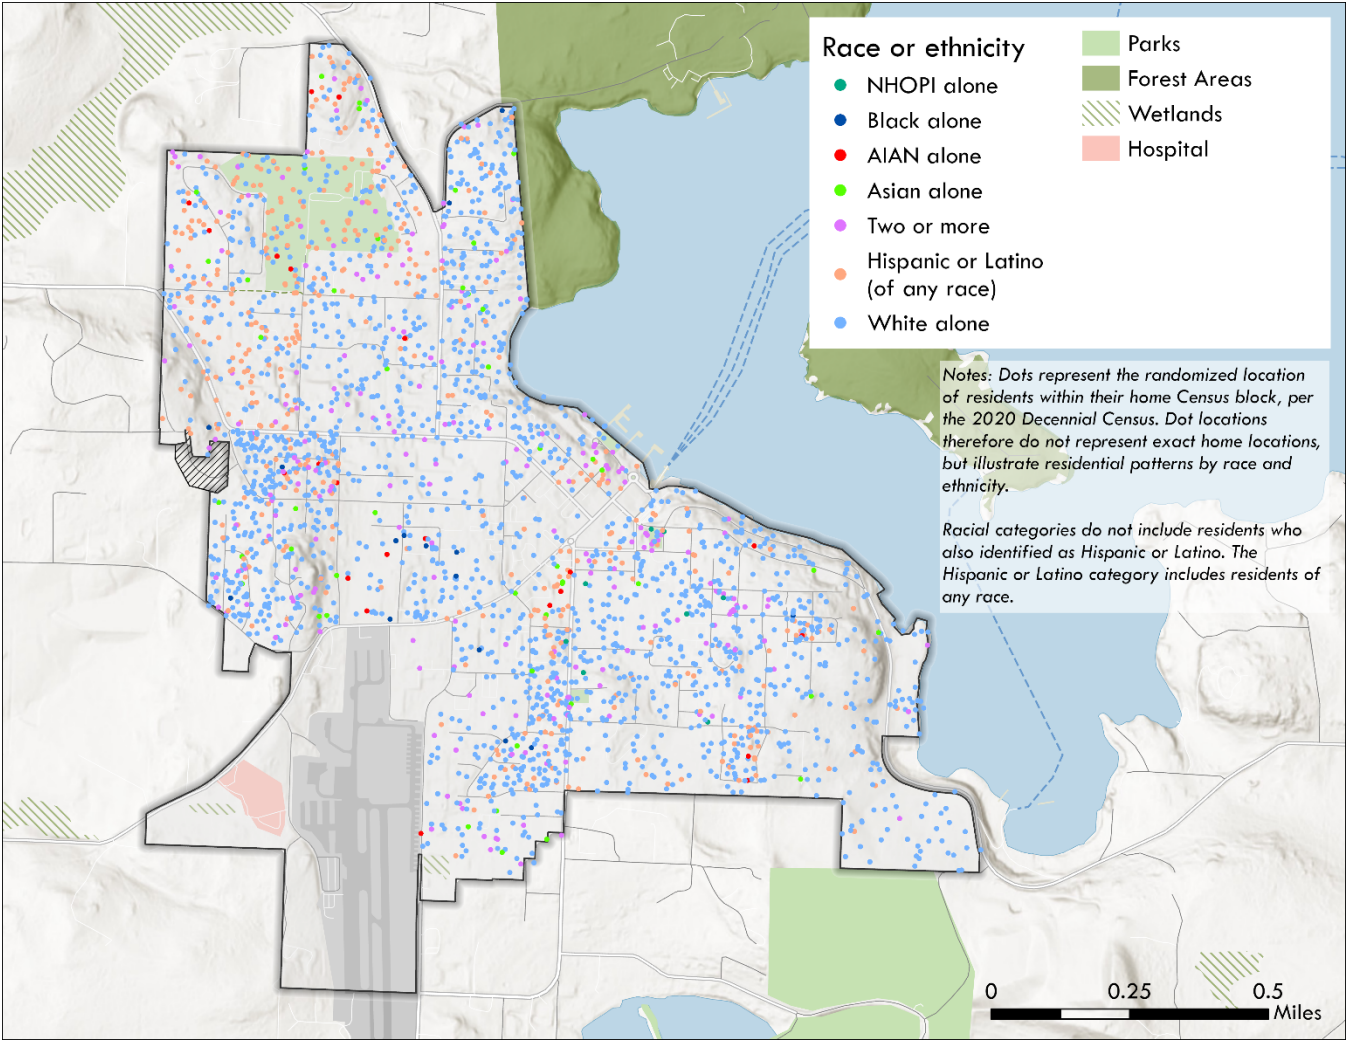 Race or ethnicity
NHOPI alone
Black alone
AIAN alone
Asian alone
Two or more
Hispanic or Latino
(of any race)
White alone
Parks
Forest Areas
Wetlands
Hospital
Notes: Dots represent the randomized location
of residents within their home Census block, per
the 2020 Decennial Census. Dot locations
therefore do not represent exact home locations,
but illustrate residential patterns by race and
ethnicity.
Racial categories do not include residents who
also identified as Hispanic or Latino. The
Hispanic or Latino category includes residents of
any race.
0 0.25 0.5
Miles